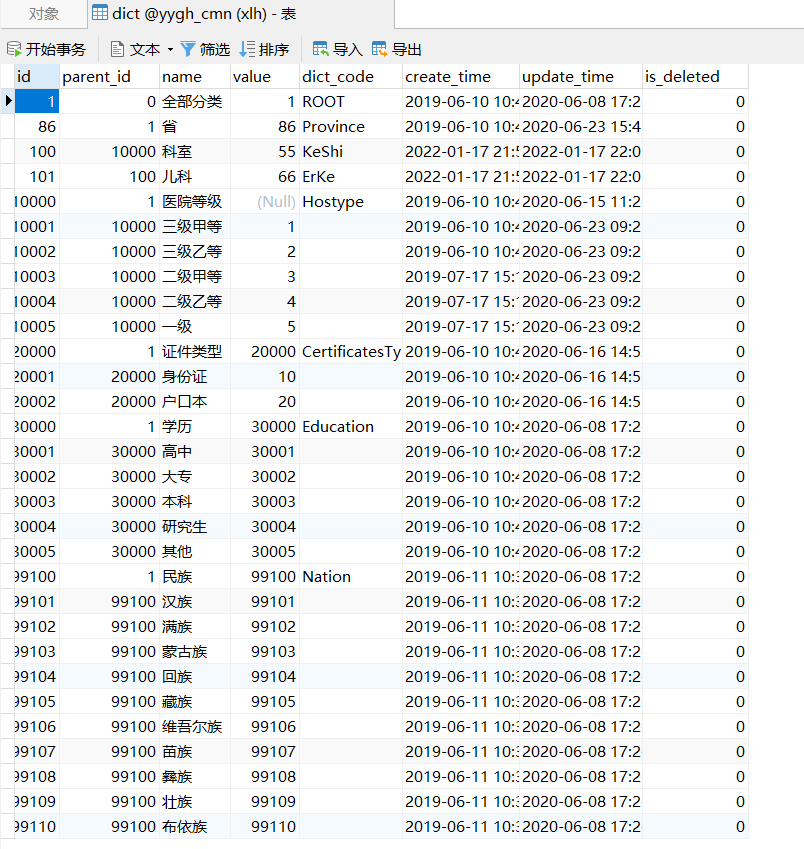 对象 dict @yygh_cmn (xlh) - 表
开始事务 文本 筛选 排序 导入 导出
id parent_id name value dict_code create_time update_time is_deleted
1 0 全部分类 1 ROOT 2019-06-10 10:4 2020-06-08 17:2 0
86 1 省 86 Province 2019-06-10 10:4 2020-06-23 15:4 0
100 10000 科室 55 KeShi 2022-01-17 21:5 2022-01-17 22:0 0
101 100 儿科 66 ErKe 2022-01-17 21:5 2022-01-17 22:0 0
10000 1 医院等级 (Null) Hostype 2019-06-10 10:4 2020-06-15 11:2 0
10001 10000 三级甲等 1 2019-06-10 10:4 2020-06-23 09:2 0
10002 10000 三级乙等 2 2019-06-10 10:4 2020-06-23 09:2 0
10003 10000 二级甲等 3 2019-07-17 15:1 2020-06-23 09:2 0
10004 10000 二级乙等 4 2019-07-17 15:1 2020-06-23 09:2 0
10005 10000 一级 5 2019-07-17 15:1 2020-06-23 09:2 0
20000 1 证件类型 20000 CertificatesTy 2019-06-10 10:4 2020-06-16 14:5 0
20001 20000 身份证 10 2019-06-10 10:4 2020-06-16 14:5 0
20002 20000 户口本 20 2019-06-10 10:4 2020-06-16 14:5 0
30000 1 学历 30000 Education 2019-06-10 10:4 2020-06-08 17:2 0
30001 30000 高中 30001 2019-06-10 10:4 2020-06-08 17:2 0
30002 30000 大专 30002 2019-06-10 10:4 2020-06-08 17:2 0
30003 30000 本科 30003 2019-06-10 10:4 2020-06-08 17:2 0
30004 30000 研究生 30004 2019-06-10 10:4 2020-06-08 17:2 0
30005 30000 其他 30005 2019-06-10 10:4 2020-06-08 17:2 0
99100 1 民族 99100 Nation 2019-06-11 10:3 2020-06-08 17:2 0
99101 99100 汉族 99101 2019-06-11 10:3 2020-06-08 17:2 0
99102 99100 满族 99102 2019-06-11 10:3 2020-06-08 17:2 0
99103 99100 蒙古族 99103 2019-06-11 10:3 2020-06-08 17:2 0
99104 99100 回族 99104 2019-06-11 10:3 2020-06-08 17:2 0
99105 99100 藏族 99105 2019-06-11 10:3 2020-06-08 17:2 0
99106 99100 维吾尔族 99106 2019-06-11 10:3 2020-06-08 17:2 0
99107 99100 苗族 99107 2019-06-11 10:3 2020-06-08 17:2 0
99108 99100 彝族 99108 2019-06-11 10:3 2020-06-08 17:2 0
99109 99100 壮族 99109 2019-06-11 10:3 2020-06-08 17:2 0
99110 99100 布依族 99110 2019-06-11 10:3 2020-06-08 17:2 0